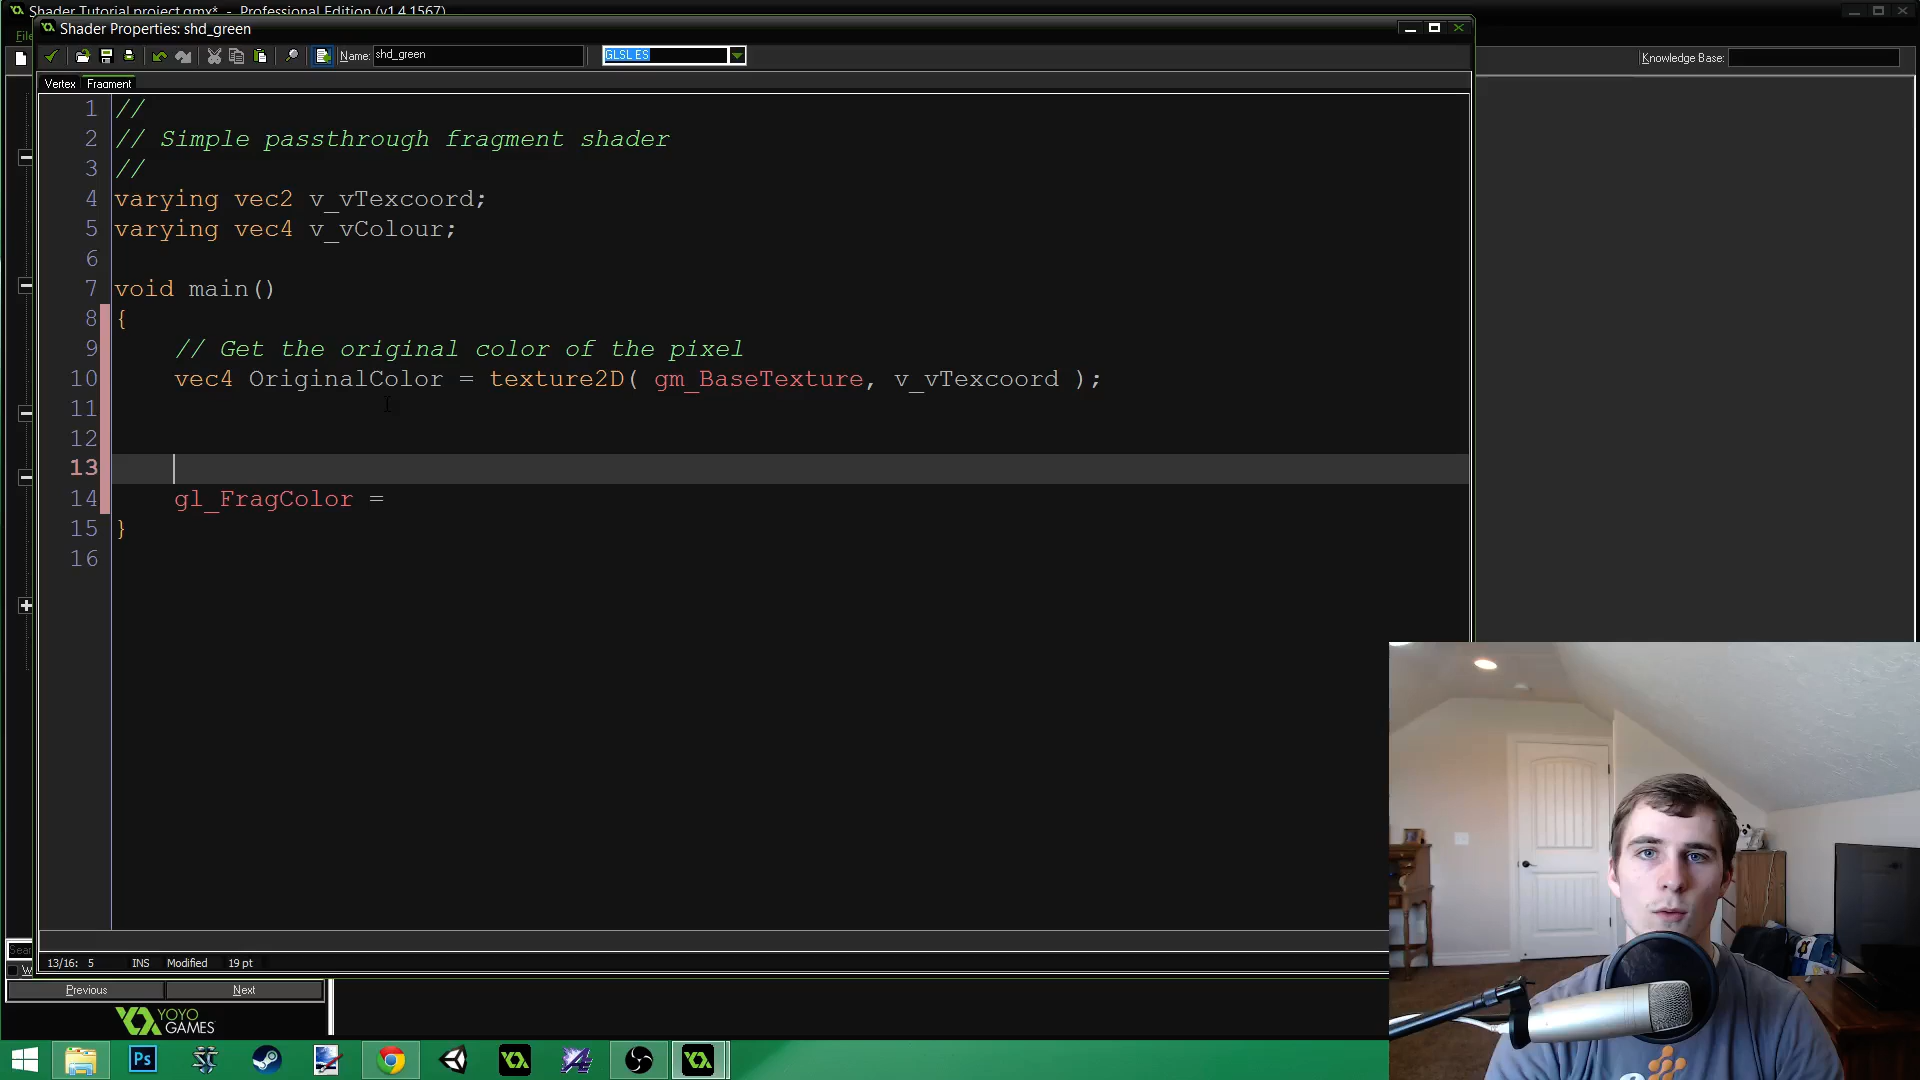 Shader Tutorial project.gmx* - Professional Edition (v1.4.1567)
Shader Properties: shd_green
File
Name: shd_green
GLSL ES
Knowledge Base:
Vertex Fragment
1 //
2 // Simple passthrough fragment shader
3 //
4 varying vec2 v_vTexcoord;
5 varying vec4 v_vColour;
6
7 void main()
8 {
9 // Get the original color of the pixel
10 vec4 OriginalColor = texture2D( gm_BaseTexture, v_vTexcoord );
11
12
13
14 gl_FragColor =
15 }
16
13/16: 5 INS Modified 19 pt
Previous Next
YOYO
GAMES
Ps